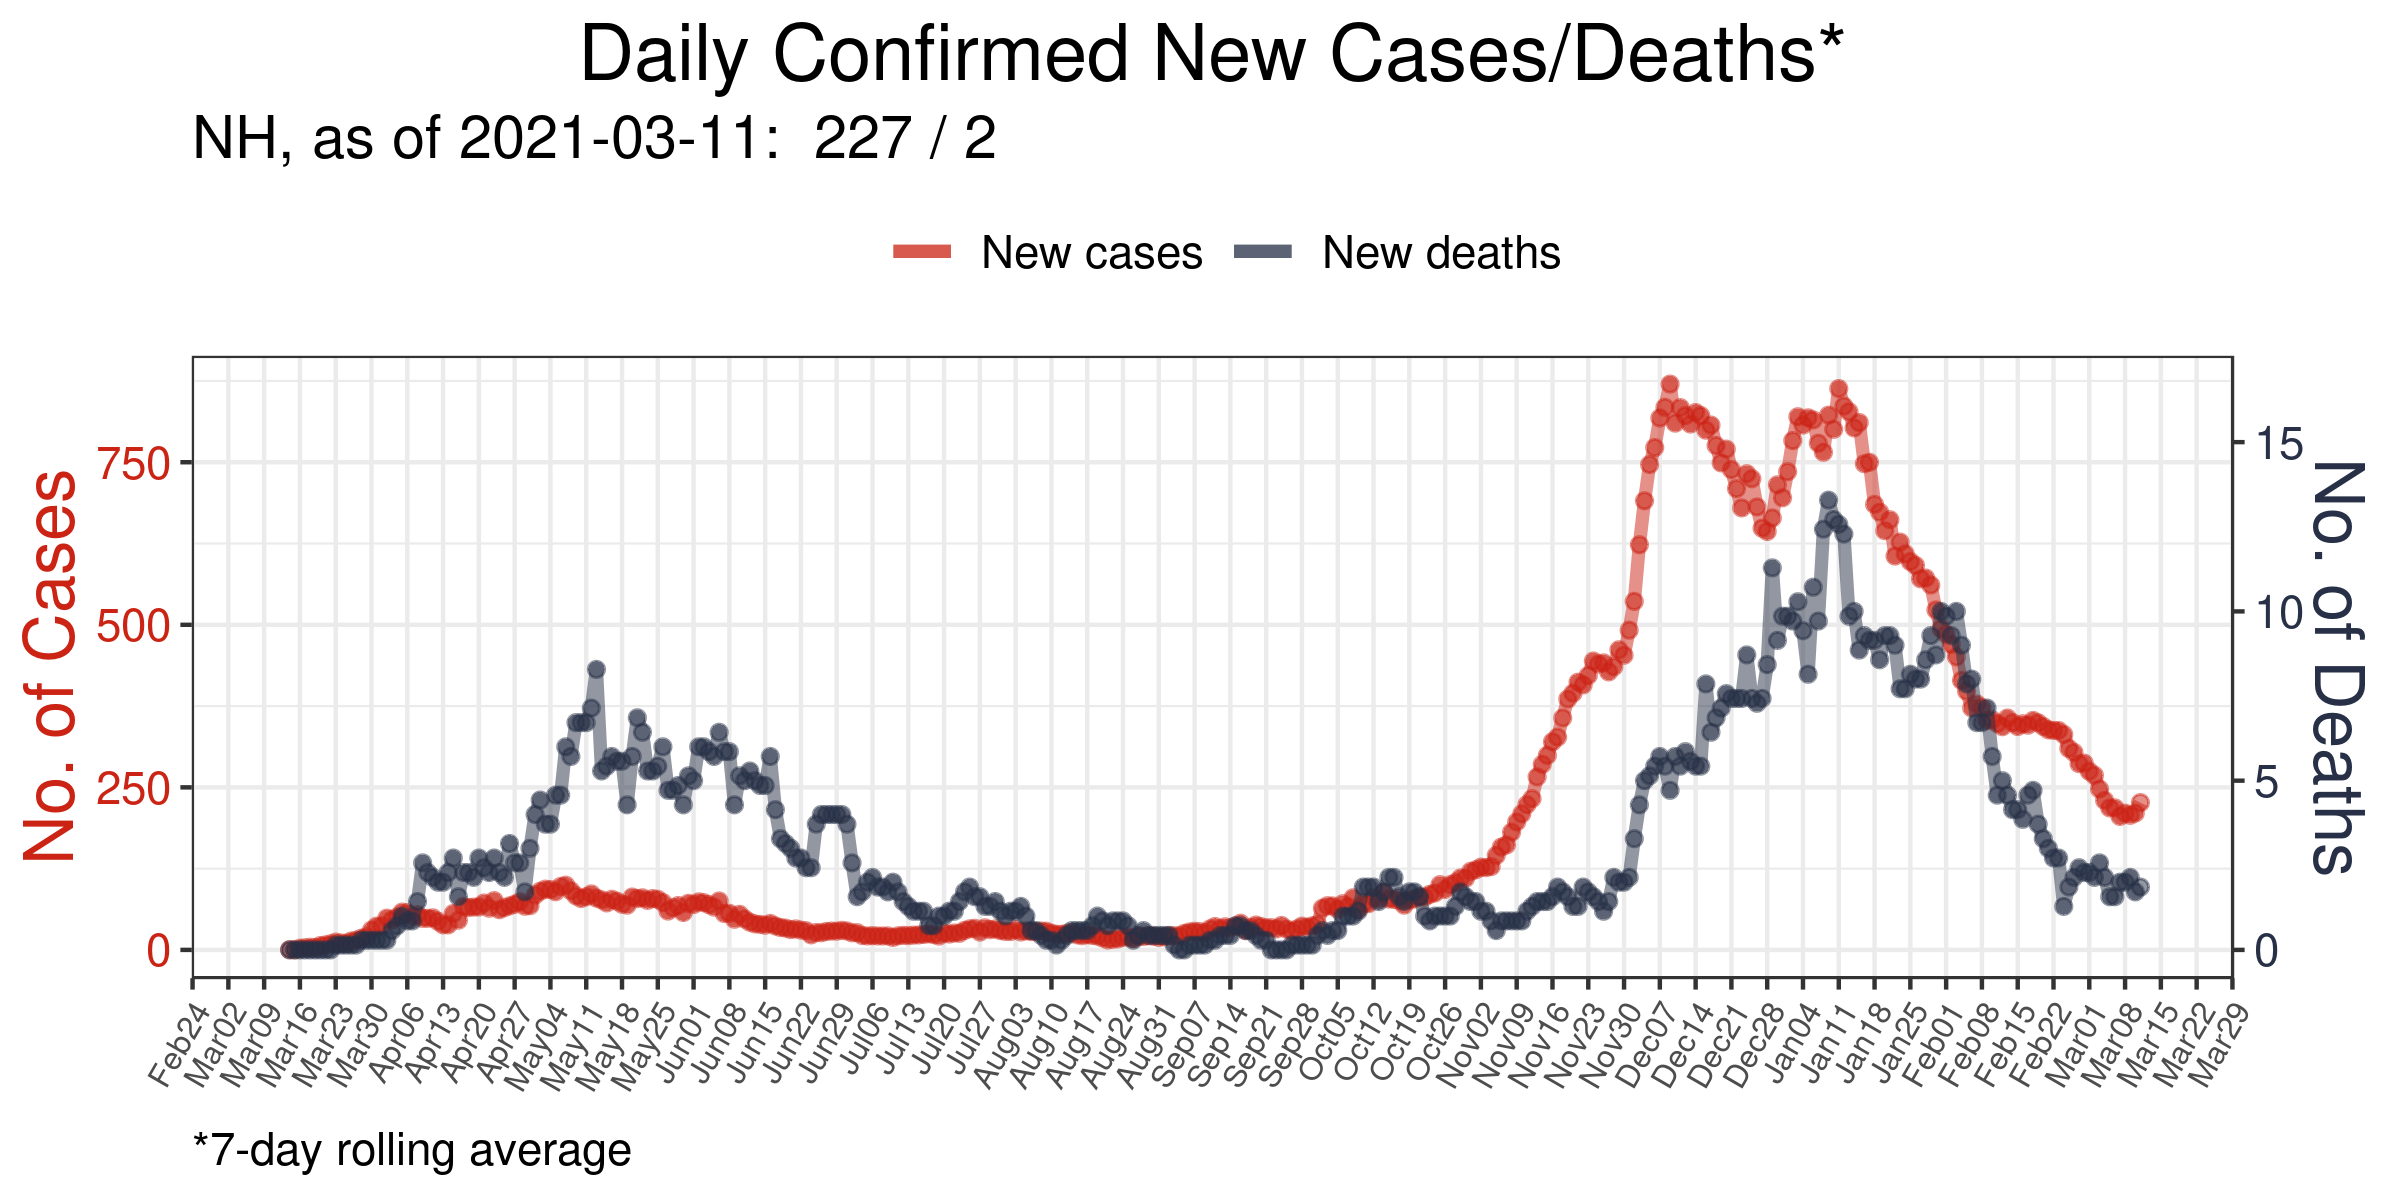 Daily Confirmed New Cases/Deaths*
NH, as of 2021-03-11:  227 / 2
New cases
New deaths
No. of Cases
750
500
250
0
15
10
5
0
No. of Deaths
Feb24
Mar02
Mar09
Mar16
Mar23
Mar30
Apr06
Apr13
Apr20
Apr27
May04
May11
May18
May25
Jun01
Jun08
Jun15
Jun22
Jun29
Jul06
Jul13
Jul20
Jul27
Aug03
Aug10
Aug17
Aug24
Aug31
Sep07
Sep14
Sep21
Sep28
Oct05
Oct12
Oct19
Oct26
Nov02
Nov09
Nov16
Nov23
Nov30
Dec07
Dec14
Dec21
Dec28
Jan04
Jan11
Jan18
Jan25
Feb01
Feb08
Feb15
Feb22
Mar01
Mar08
Mar15
Mar22
Mar29
*7-day rolling average